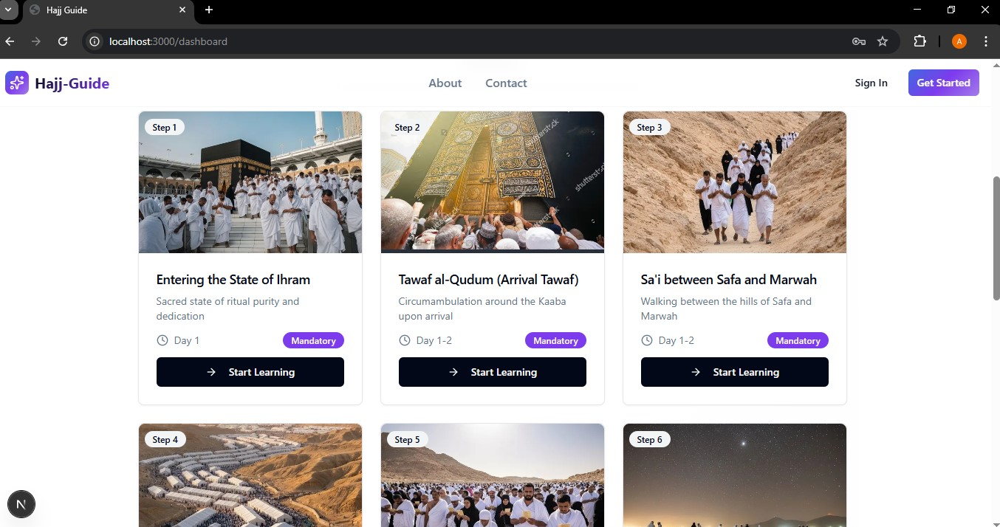 Hajj Guide
localhost:3000/dashboard
A
Hajj-Guide
About
Contact
Sign In
Get Started
Step 1
Step 2
Step 3
shutterstock
shutterstock
Entering the State of Ihram
Sacred state of ritual purity and
dedication
Day 1
Mandatory
Start Learning
Tawaf al-Qudum (Arrival Tawaf)
Circumambulation around the Kaaba
upon arrival
Day 1-2
Mandatory
Start Learning
Sa'i between Safa and Marwah
Walking between the hills of Safa and
Marwah
Day 1-2
Mandatory
Start Learning
Step 4
Step 5
Step 6
N